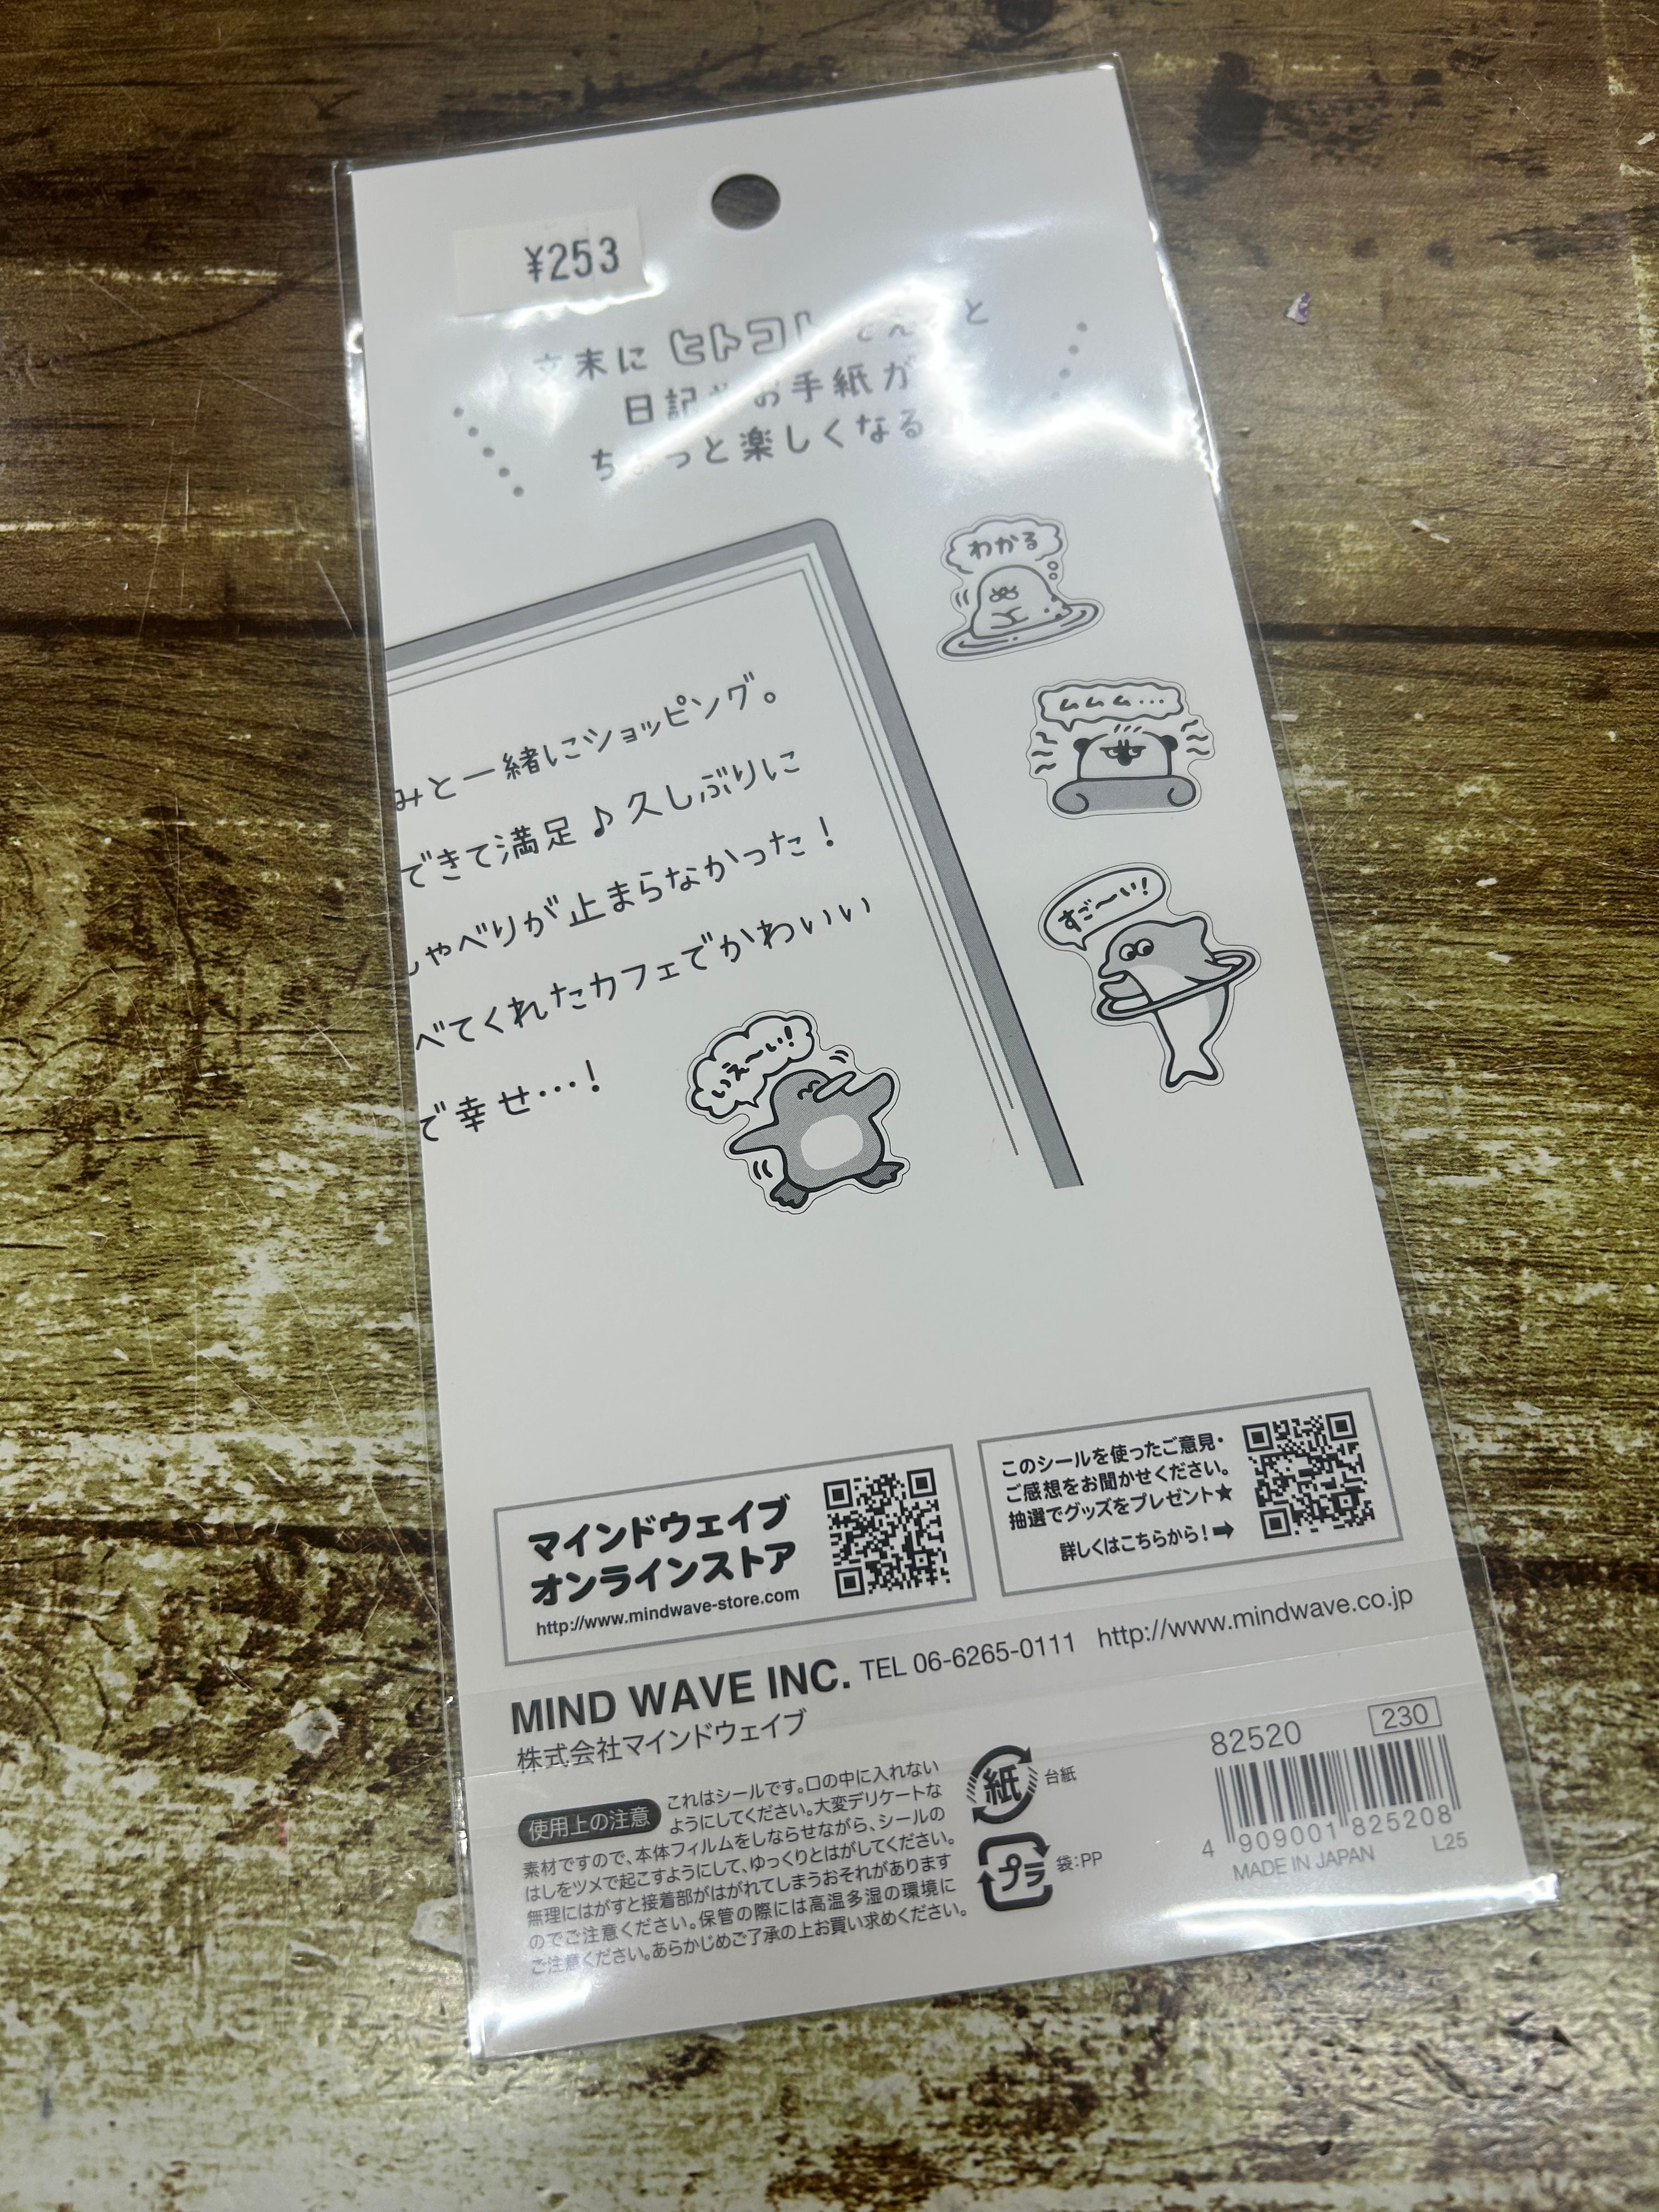 ¥253
末に ヒトコト と
日記 お手紙が
っと楽しくなる
わかる
みと一緒にショッピング。
ムムム…
できて満足♪久しぶりに
ゃべりが止まらなかった！
すご〜い！
べてくれたカフェでかわいい
で幸せ…！
いえ〜い！
マインドウェイブ
オンラインストア
http://www.mindwave-store.com
このシールを使ったご意見・
ご感想をお聞かせください。
抽選でグッズをプレゼント★
詳しくはこちらから！➡
MIND WAVE INC. TEL 06-6265-0111 http://www.mindwave.co.jp
株式会社マインドウェイブ
使用上の注意 これはシールです。口の中に入れない
ようにしてください。大変デリケートな
素材ですので、本体フィルムをしならせながら、シールの
はしをツメで起こすようにして、ゆっくりとはがしてください。
無理にはがすと接着部がはがれてしまうおそれがあります
のでご注意ください。保管の際には高温多湿の環境に
ご注意ください。あらかじめご了承の上お買い求めください。
紙 台紙
プラ 袋:PP
82520 230
4 909001 825208
MADE IN JAPAN L25